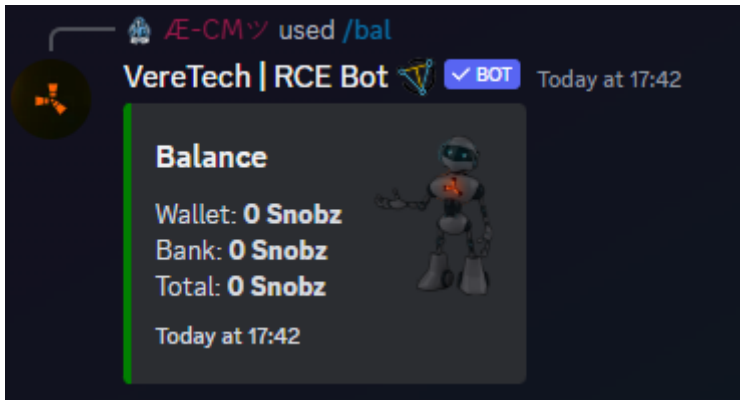 Æ-CMツ used /bal
VereTech | RCE Bot ✓ BOT Today at 17:42
Balance
Wallet: 0 Snobz
Bank: 0 Snobz
Total: 0 Snobz
Today at 17:42